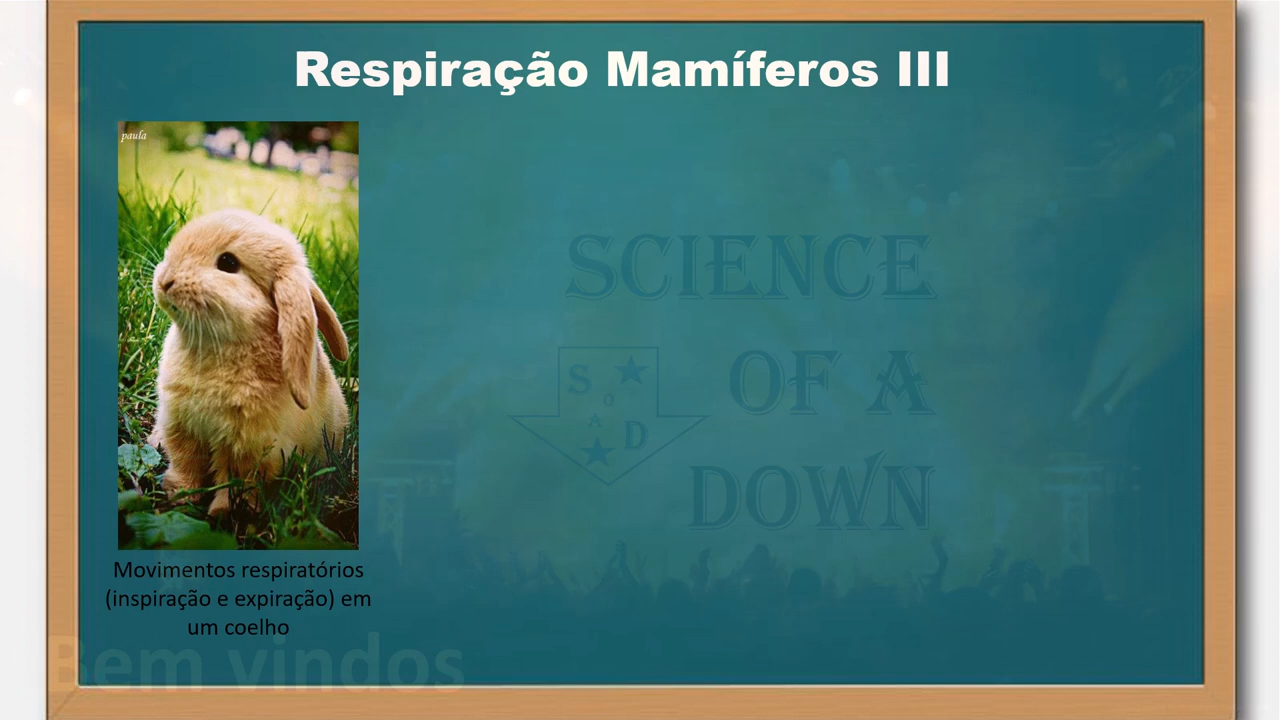 Respiração Mamíferos III
paula
SCIENCE
OF A
DOWN
S
O
A
D
Movimentos respiratórios
(inspiração e expiração) em
um coelho
Bem vindos